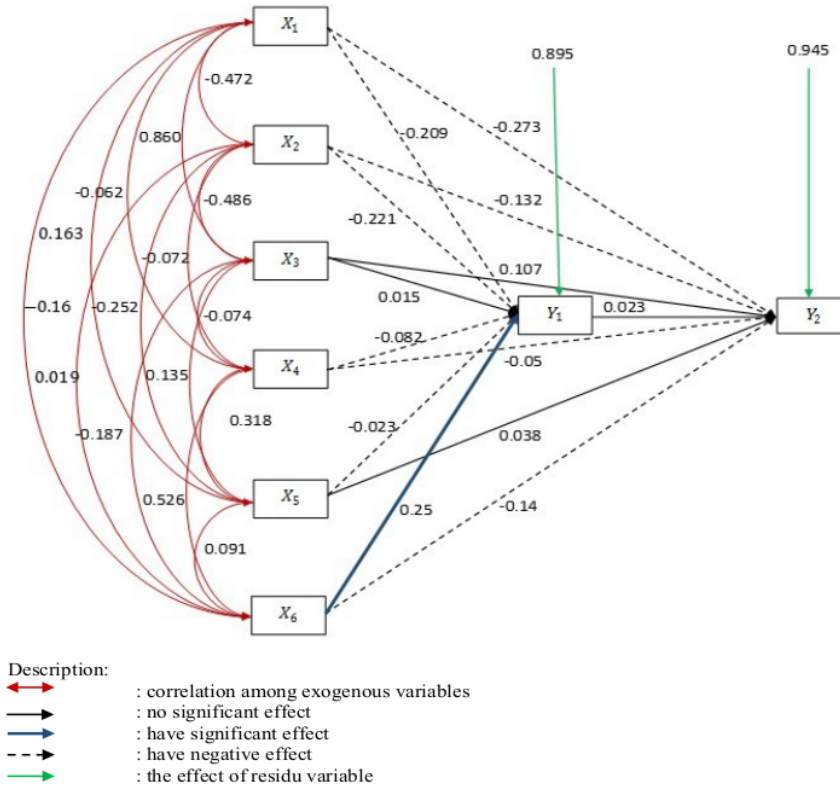 X₁
0.895
0.945
-0.472
-0.209
-0.273
0.860
X₂
-0.062
-0.486
-0.132
-0.221
0.163
-0.072
X₃
0.107
0.015
Y₁
0.023
Y₂
—0.16
-0.252
-0.074
-0.082
-0.05
X₄
0.019
0.135
0.318
-0.023
0.038
-0.187
X₅
0.526
0.25
-0.14
0.091
X₆
Description:
: correlation among exogenous variables
: no significant effect
: have significant effect
: have negative effect
: the effect of residu variable